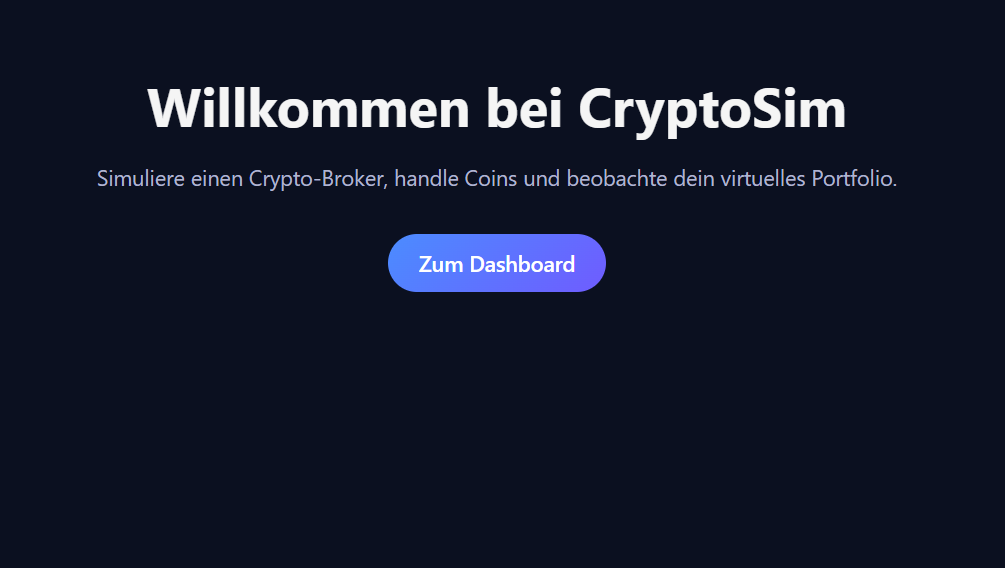 Willkommen bei CryptoSim
Simuliere einen Crypto-Broker, handle Coins und beobachte dein virtuelles Portfolio.
Zum Dashboard